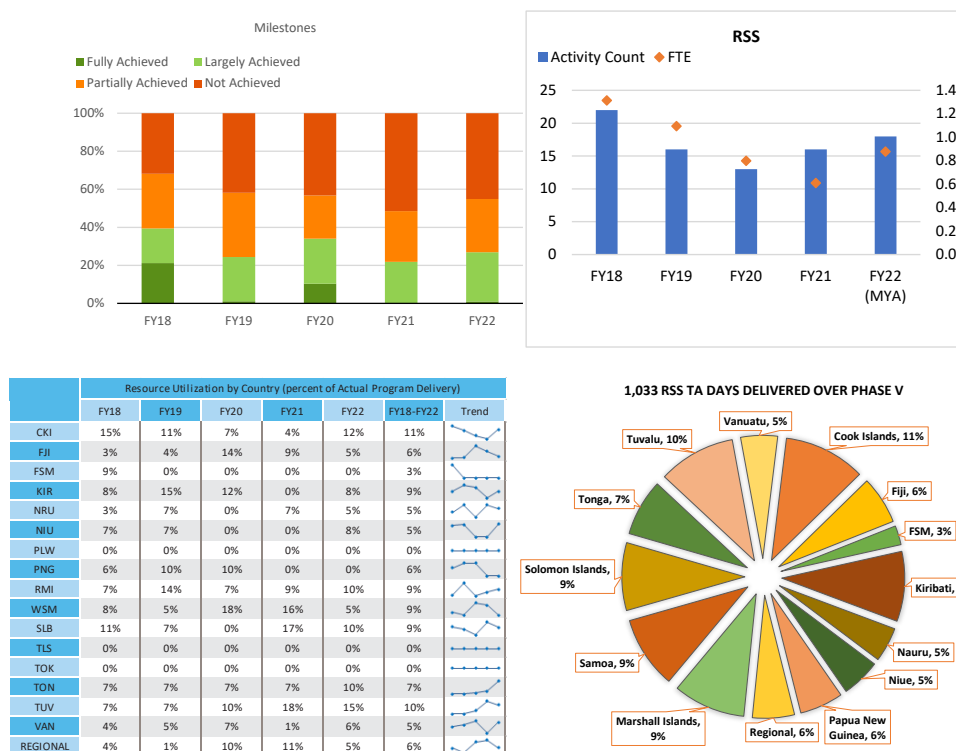 Milestones
Fully Achieved Largely Achieved
Partially Achieved Not Achieved
100%
80%
60%
40%
20%
0%
FY18 FY19 FY20 FY21 FY22
RSS
Activity Count FTE
25 1.4
20 1.2
15 1.0
10 0.8
5 0.6
0 0.4
0.2
0.0
FY18 FY19 FY20 FY21 FY22
(MYA)
Resource Utilization by Country (percent of Actual Program Delivery)
FY18 FY19 FY20 FY21 FY22 FY18-FY22 Trend
CKI 15% 11% 7% 4% 12% 11%
FJI 3% 4% 14% 9% 5% 6%
FSM 9% 0% 0% 0% 0% 3%
KIR 8% 15% 12% 0% 8% 9%
NRU 3% 7% 0% 7% 5% 5%
NIU 7% 7% 0% 0% 8% 5%
PLW 0% 0% 0% 0% 0% 0%
PNG 6% 10% 10% 0% 0% 6%
RMI 7% 14% 7% 9% 10% 9%
WSM 8% 5% 18% 16% 5% 9%
SLB 11% 7% 0% 17% 10% 9%
TLS 0% 0% 0% 0% 0% 0%
TOK 0% 0% 0% 0% 0% 0%
TON 7% 7% 7% 7% 10% 7%
TUV 7% 7% 10% 18% 15% 10%
VAN 4% 5% 7% 1% 6% 5%
REGIONAL 4% 1% 10% 11% 5% 6%
1,033 RSS TA DAYS DELIVERED OVER PHASE V
Vanuatu, 5%
Cook Islands, 11%
Fiji, 6%
FSM, 3%
Kiribati,
Nauru, 5%
Niue, 5%
Papua New
Guinea, 6%
Regional, 6%
Marshall Islands,
9%
Samoa, 9%
Solomon Islands,
9%
Tonga, 7%
Tuvalu, 10%